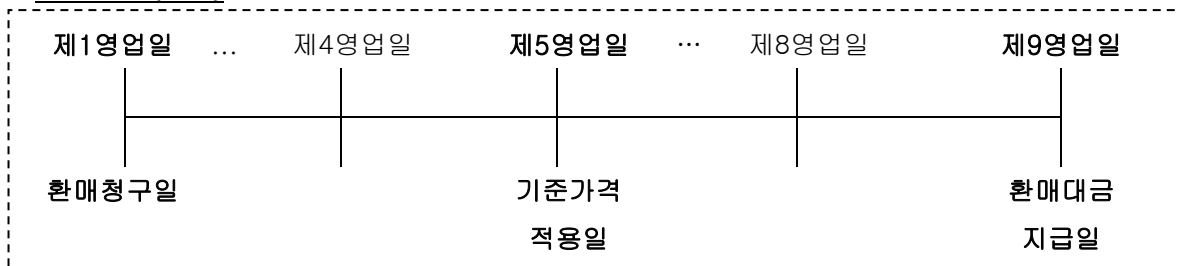 제1영업일 … 제4영업일 제5영업일 … 제8영업일 제9영업일
환매청구일 기준가격 환매대금
적용일 지급일